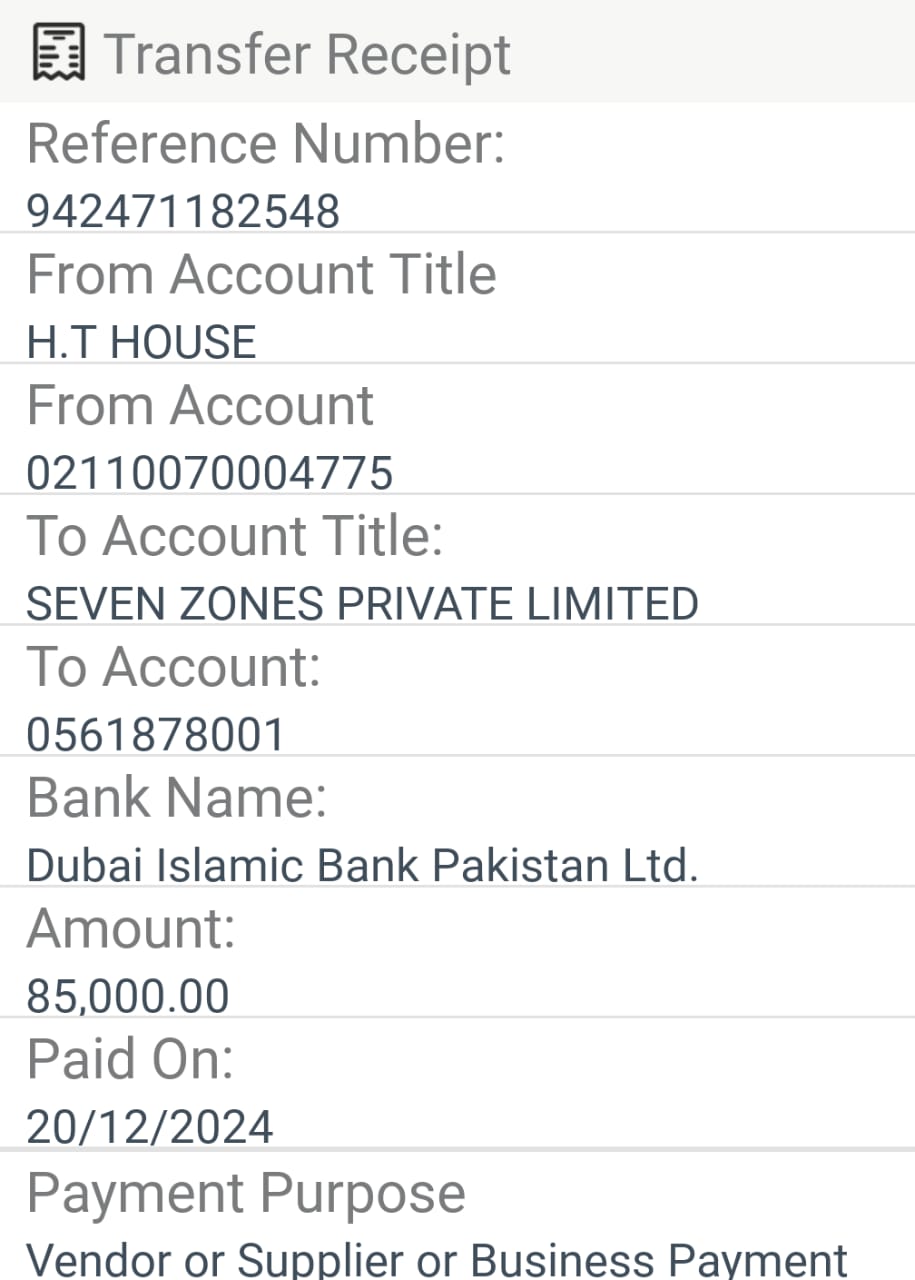 Transfer Receipt
Reference Number:
942471182548
From Account Title
H.T HOUSE
From Account
02110070004775
To Account Title:
SEVEN ZONES PRIVATE LIMITED
To Account:
0561878001
Bank Name:
Dubai Islamic Bank Pakistan Ltd.
Amount:
85,000.00
Paid On:
20/12/2024
Payment Purpose
Vendor or Supplier or Business Payment